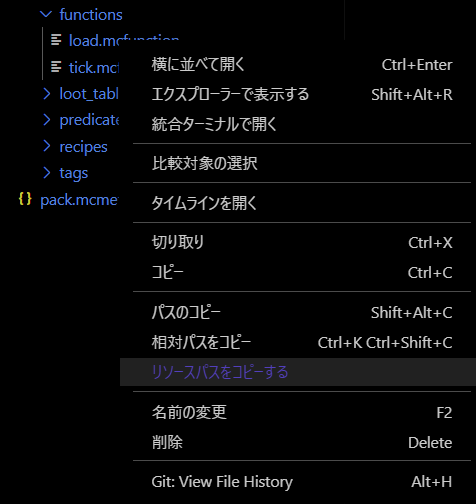 functions
load.mcfunction
tick.mcf
loot_tabl
predicate
recipes
tags
{} pack.mcme
横に並べて開く Ctrl+Enter
エクスプローラーで表示する Shift+Alt+R
統合ターミナルで開く
比較対象の選択
タイムラインを開く
切り取り Ctrl+X
コピー Ctrl+C
パスのコピー Shift+Alt+C
相対パスをコピー Ctrl+K Ctrl+Shift+C
リソースパスをコピーする
名前の変更 F2
削除 Delete
Git: View File History Alt+H